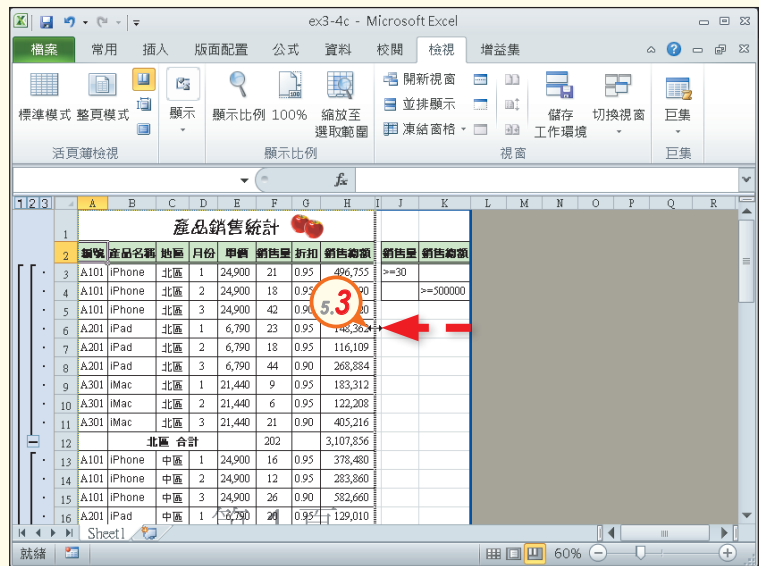 ex3-4c - Microsoft Excel
檔案 常用 插入 版面配置 公式 資料 校閱 檢視 增益集
標準模式 整頁模式 顯示 顯示比例 100% 縮放至選取範圍 開新視窗 並排顯示 凍結窗格 儲存工作環境 切換視窗 巨集
活頁簿檢視 顯示比例 視窗 巨集
fx
1 2 3 A B C D E F G H I J K L M N O P Q R
1 產品銷售統計
2 編號 產品名稱 地區 月份 單價 銷售量 折扣 銷售總額 銷售量 銷售總額
3 A101 iPhone 北區 1 24,900 21 0.95 496,755 >=30
4 A101 iPhone 北區 2 24,900 18 0.95 >=500000
5 A101 iPhone 北區 3 24,900 42 0.90
5.3
6 A201 iPad 北區 1 6,790 23 0.95 148,362
7 A201 iPad 北區 2 6,790 18 0.95 116,109
8 A201 iPad 北區 3 6,790 44 0.90 268,884
9 A301 iMac 北區 1 21,440 9 0.95 183,312
10 A301 iMac 北區 2 21,440 6 0.95 122,208
11 A301 iMac 北區 3 21,440 21 0.90 405,216
12 北區 合計 202 3,107,856
13 A101 iPhone 中區 1 24,900 16 0.95 378,480
14 A101 iPhone 中區 2 24,900 12 0.95 283,860
15 A101 iPhone 中區 3 24,900 26 0.90 582,660
16 A201 iPad 中區 1 6,790 20 0.95 129,010
Sheet1
就緒 60%